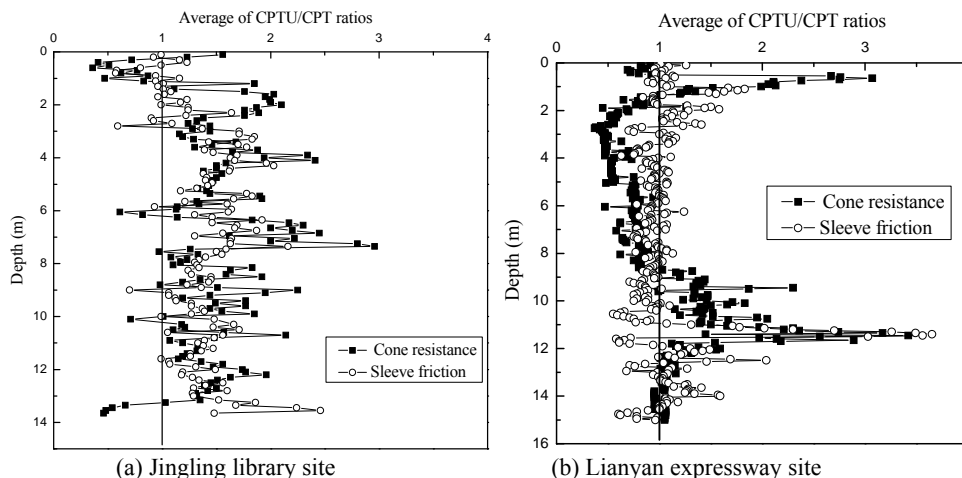 Average of CPTU/CPT ratios
0 1 2 3 4
0
2
4
6
8
10
12
14
Depth (m)
Cone resistance
Sleeve friction
(a) Jingling library site
Average of CPTU/CPT ratios
0 1 2 3
0
2
4
6
8
10
12
14
16
Depth (m)
Cone resistance
Sleeve friction
(b) Lianyan expressway site